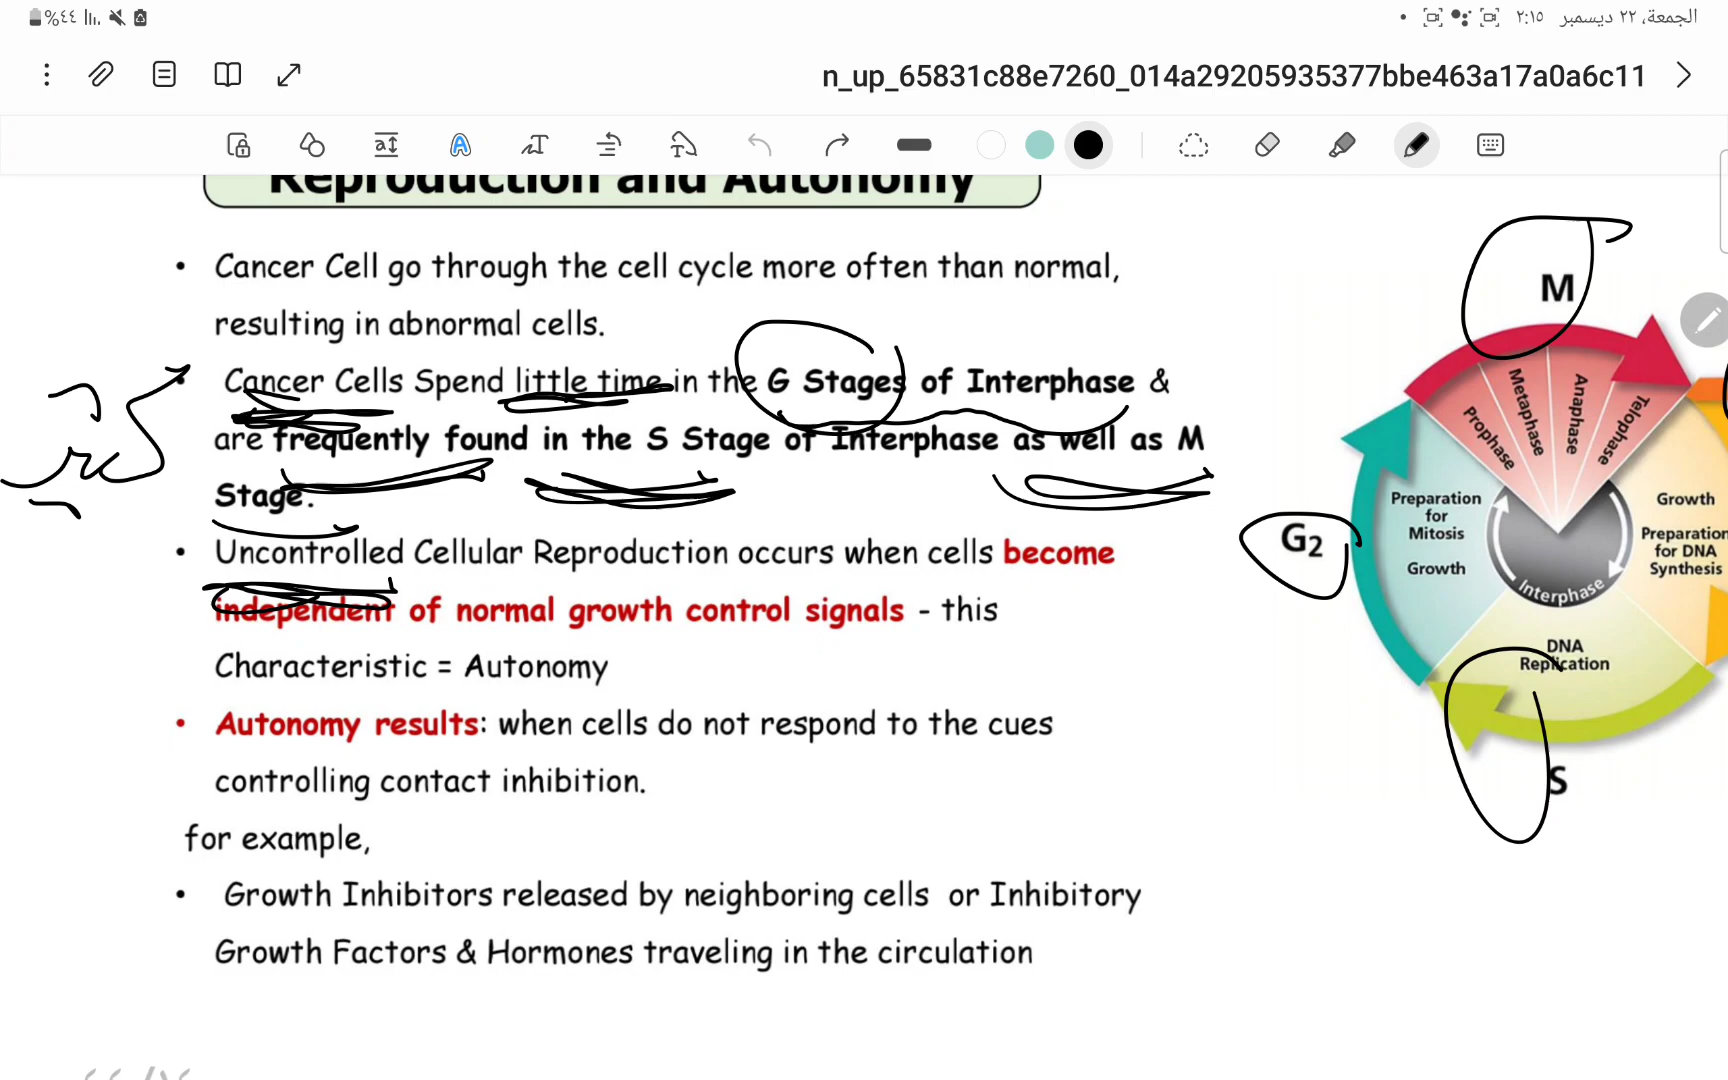 %٤٤
الجمعة، ٢٢ ديسمبر ٢:١٥
n_up_65831c88e7260_014a29205935377bbe463a17a0a6c11
Reproduction and Autonomy
• Cancer Cell go through the cell cycle more often than normal,
resulting in abnormal cells.
• Cancer Cells Spend little time in the G Stages of Interphase &
are frequently found in the S Stage of Interphase as well as M
Stage.
• Uncontrolled Cellular Reproduction occurs when cells become
independent of normal growth control signals - this
Characteristic = Autonomy
• Autonomy results: when cells do not respond to the cues
controlling contact inhibition.
for example,
• Growth Inhibitors released by neighboring cells or Inhibitory
Growth Factors & Hormones traveling in the circulation
M
Prophase
Metaphase
Anaphase
Telophase
G2
Preparation
for
Mitosis
Growth
Growth
Preparation
for DNA
Synthesis
Interphase
DNA
Replication
S